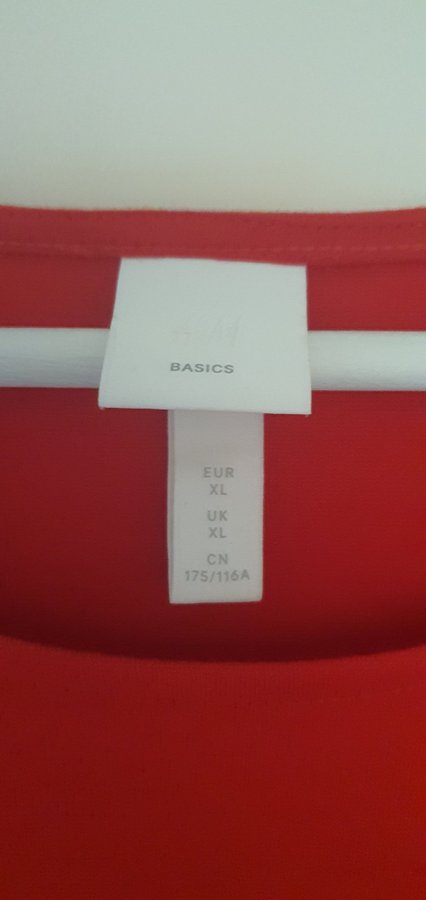 BASICS
EUR
XL
UK
XL
CN
175/116A